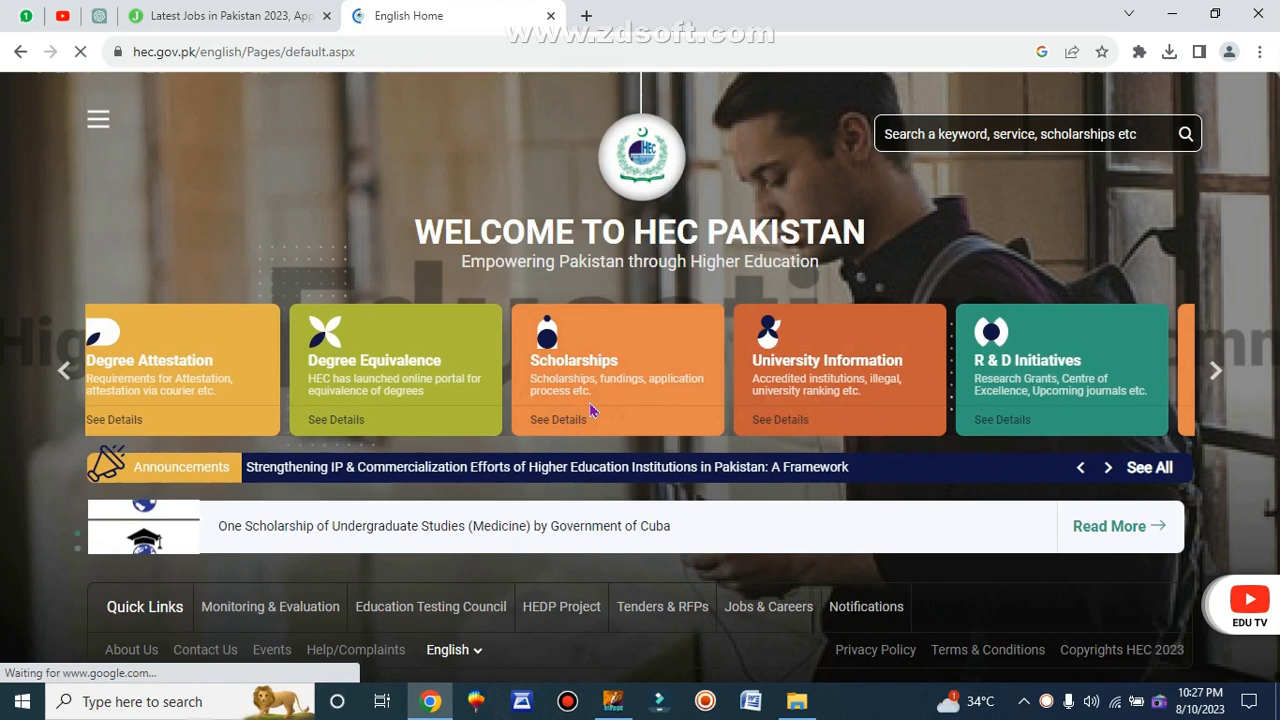 Latest Jobs in Pakistan 2023, App
English Home
www.zdsoft.com
hec.gov.pk/english/Pages/default.aspx
HEC
Search a keyword, service, scholarships etc
WELCOME TO HEC PAKISTAN
Empowering Pakistan through Higher Education
Degree Attestation
Requirements for Attestation,
attestation via courier etc.
See Details
Degree Equivalence
HEC has launched online portal for
equivalence of degrees
See Details
Scholarships
Scholarships, fundings, application
process etc.
See Details
University Information
Accredited institutions, illegal,
university ranking etc.
See Details
R & D Initiatives
Research Grants, Centre of
Excellence, Upcoming journals etc.
See Details
Announcements
Strengthening IP & Commercialization Efforts of Higher Education Institutions in Pakistan: A Framework
See All
One Scholarship of Undergraduate Studies (Medicine) by Government of Cuba
Read More
EDU TV
Quick Links
Monitoring & Evaluation
Education Testing Council
HEDP Project
Tenders & RFPs
Jobs & Careers
Notifications
About Us
Contact Us
Events
Help/Complaints
English
Privacy Policy
Terms & Conditions
Copyrights HEC 2023
Waiting for www.google.com...
Type here to search
1
34°C
10:27 PM
8/10/2023